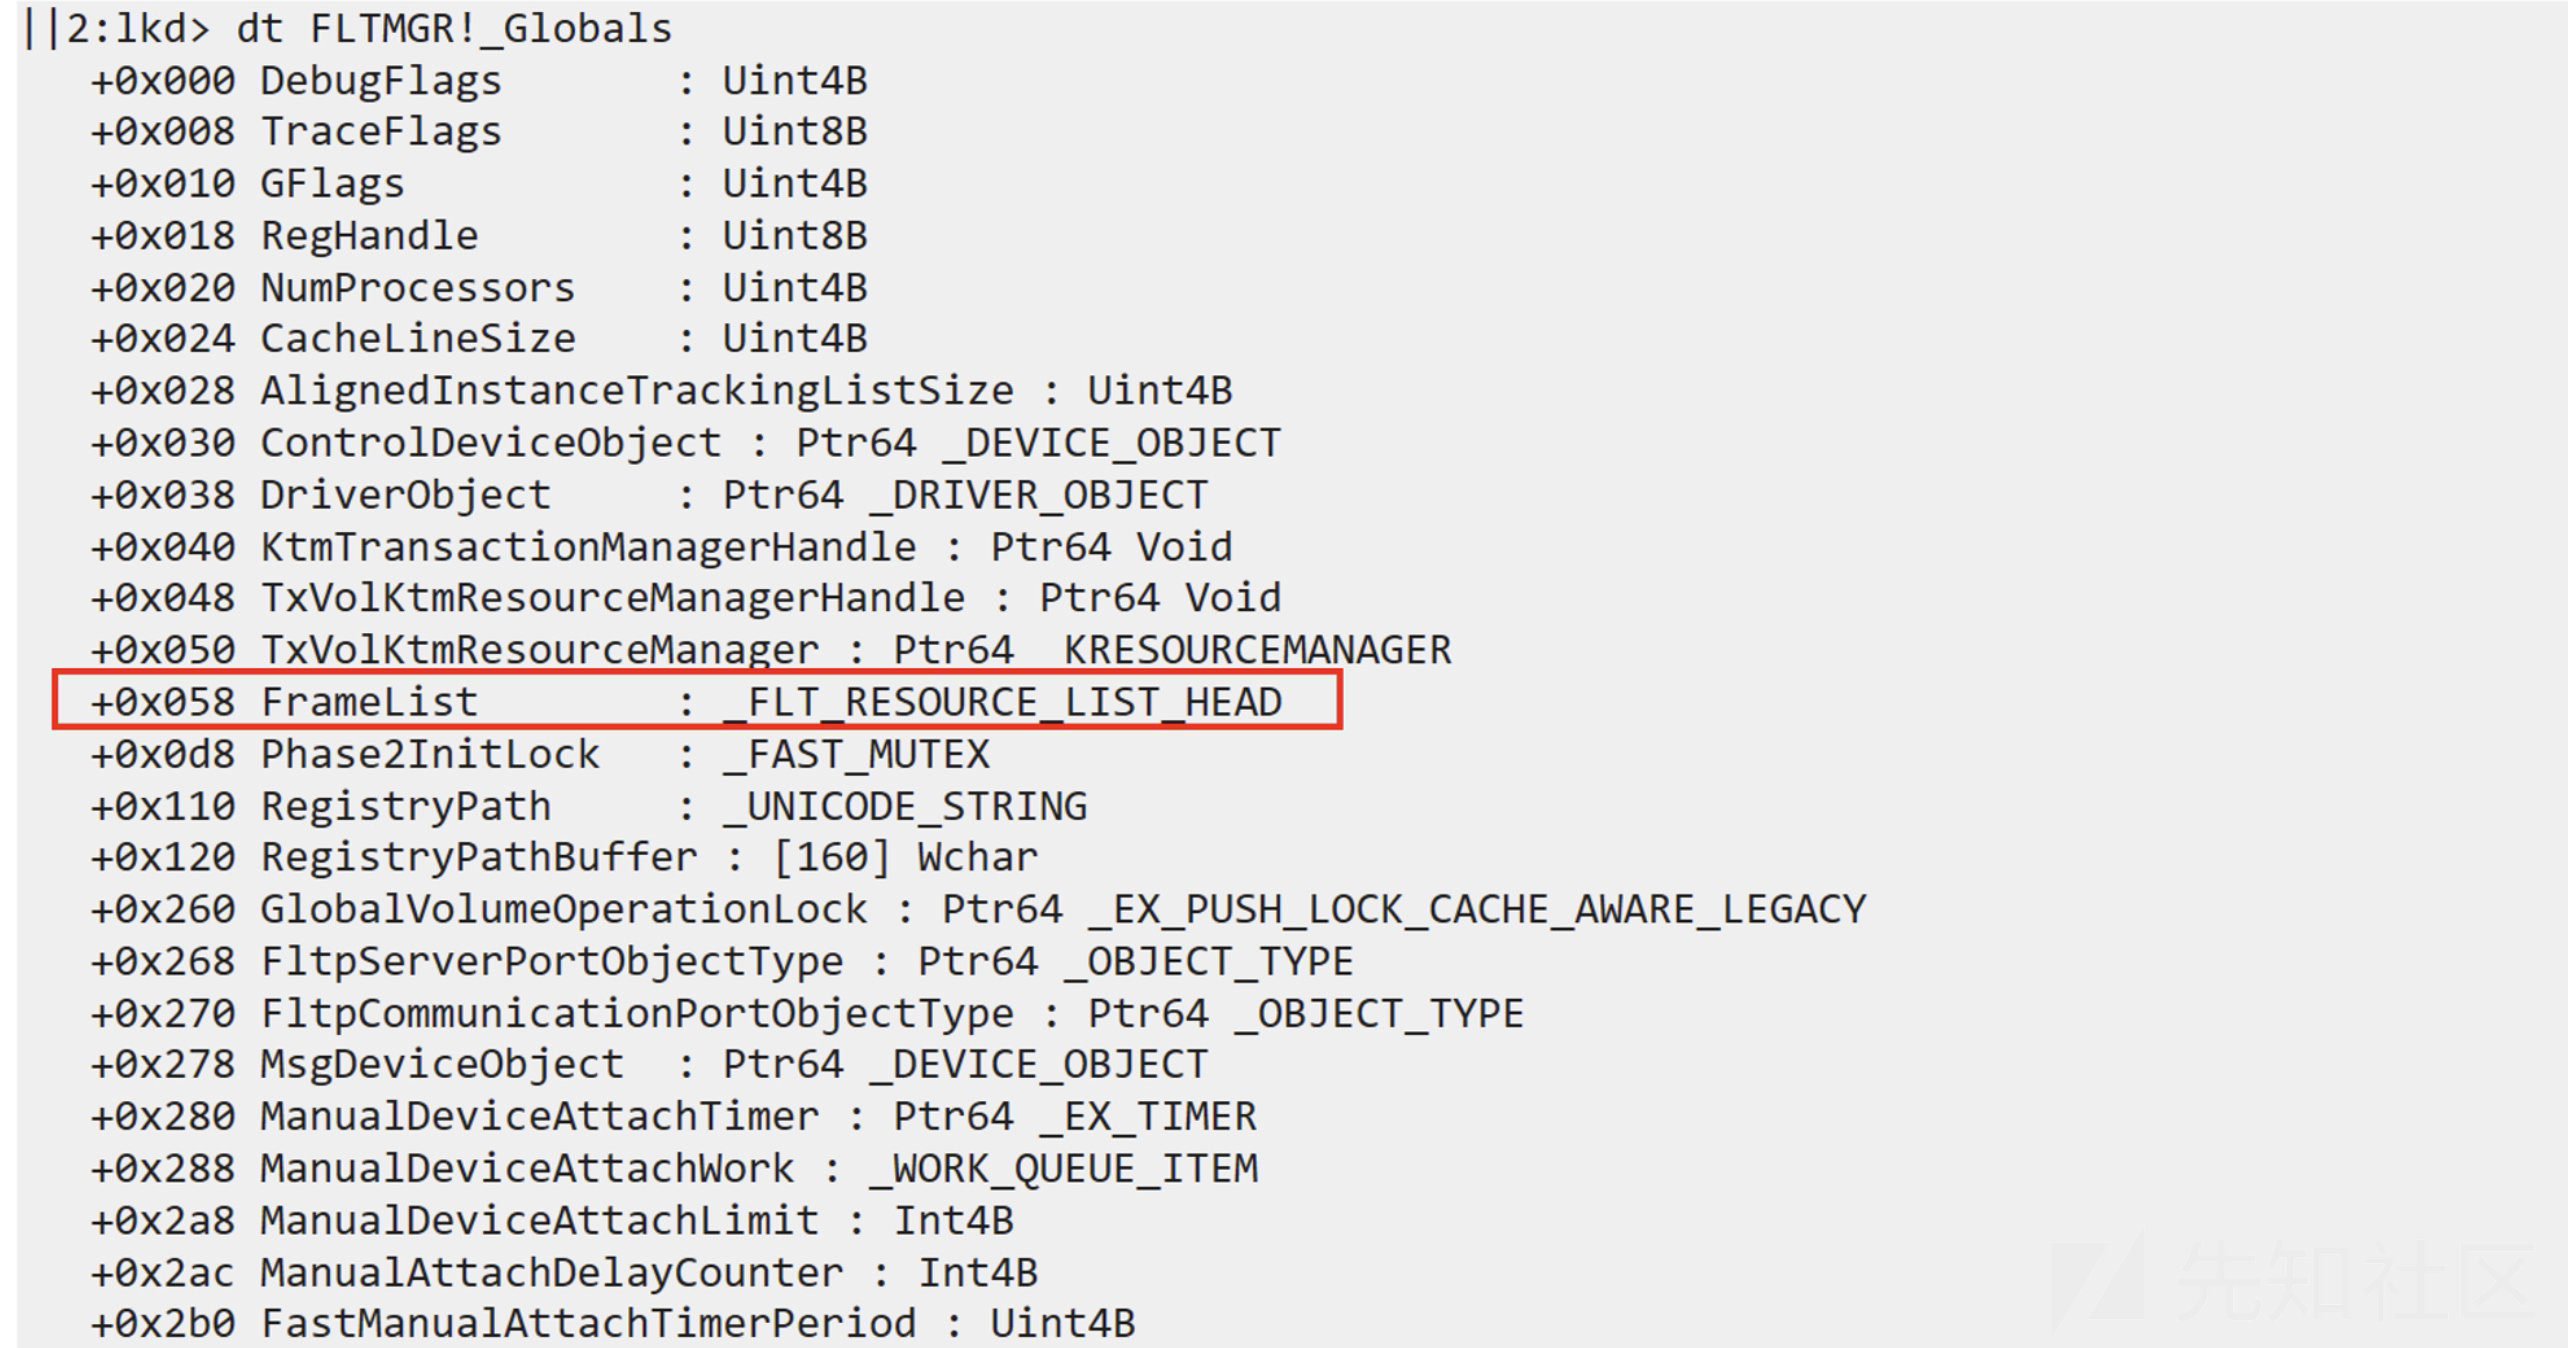 ||2:lkd> dt FLTMGR!_Globals
+0x000 DebugFlags : Uint4B
+0x008 TraceFlags : Uint8B
+0x010 GFlags : Uint4B
+0x018 RegHandle : Uint8B
+0x020 NumProcessors : Uint4B
+0x024 CacheLineSize : Uint4B
+0x028 AlignedInstanceTrackingListSize : Uint4B
+0x030 ControlDeviceObject : Ptr64 _DEVICE_OBJECT
+0x038 DriverObject : Ptr64 _DRIVER_OBJECT
+0x040 KtmTransactionManagerHandle : Ptr64 Void
+0x048 TxVolKtmResourceManagerHandle : Ptr64 Void
+0x050 TxVolKtmResourceManager : Ptr64 _KRESOURCEMANAGER
+0x058 FrameList : _FLT_RESOURCE_LIST_HEAD
+0x0d8 Phase2InitLock : _FAST_MUTEX
+0x110 RegistryPath : _UNICODE_STRING
+0x120 RegistryPathBuffer : [160] Wchar
+0x260 GlobalVolumeOperationLock : Ptr64 _EX_PUSH_LOCK_CACHE_AWARE_LEGACY
+0x268 FltpServerPortObjectType : Ptr64 _OBJECT_TYPE
+0x270 FltpCommunicationPortObjectType : Ptr64 _OBJECT_TYPE
+0x278 MsgDeviceObject : Ptr64 _DEVICE_OBJECT
+0x280 ManualDeviceAttachTimer : Ptr64 _EX_TIMER
+0x288 ManualDeviceAttachWork : _WORK_QUEUE_ITEM
+0x2a8 ManualDeviceAttachLimit : Int4B
+0x2ac ManualAttachDelayCounter : Int4B
+0x2b0 FastManualAttachTimerPeriod : Uint4B
先知社区